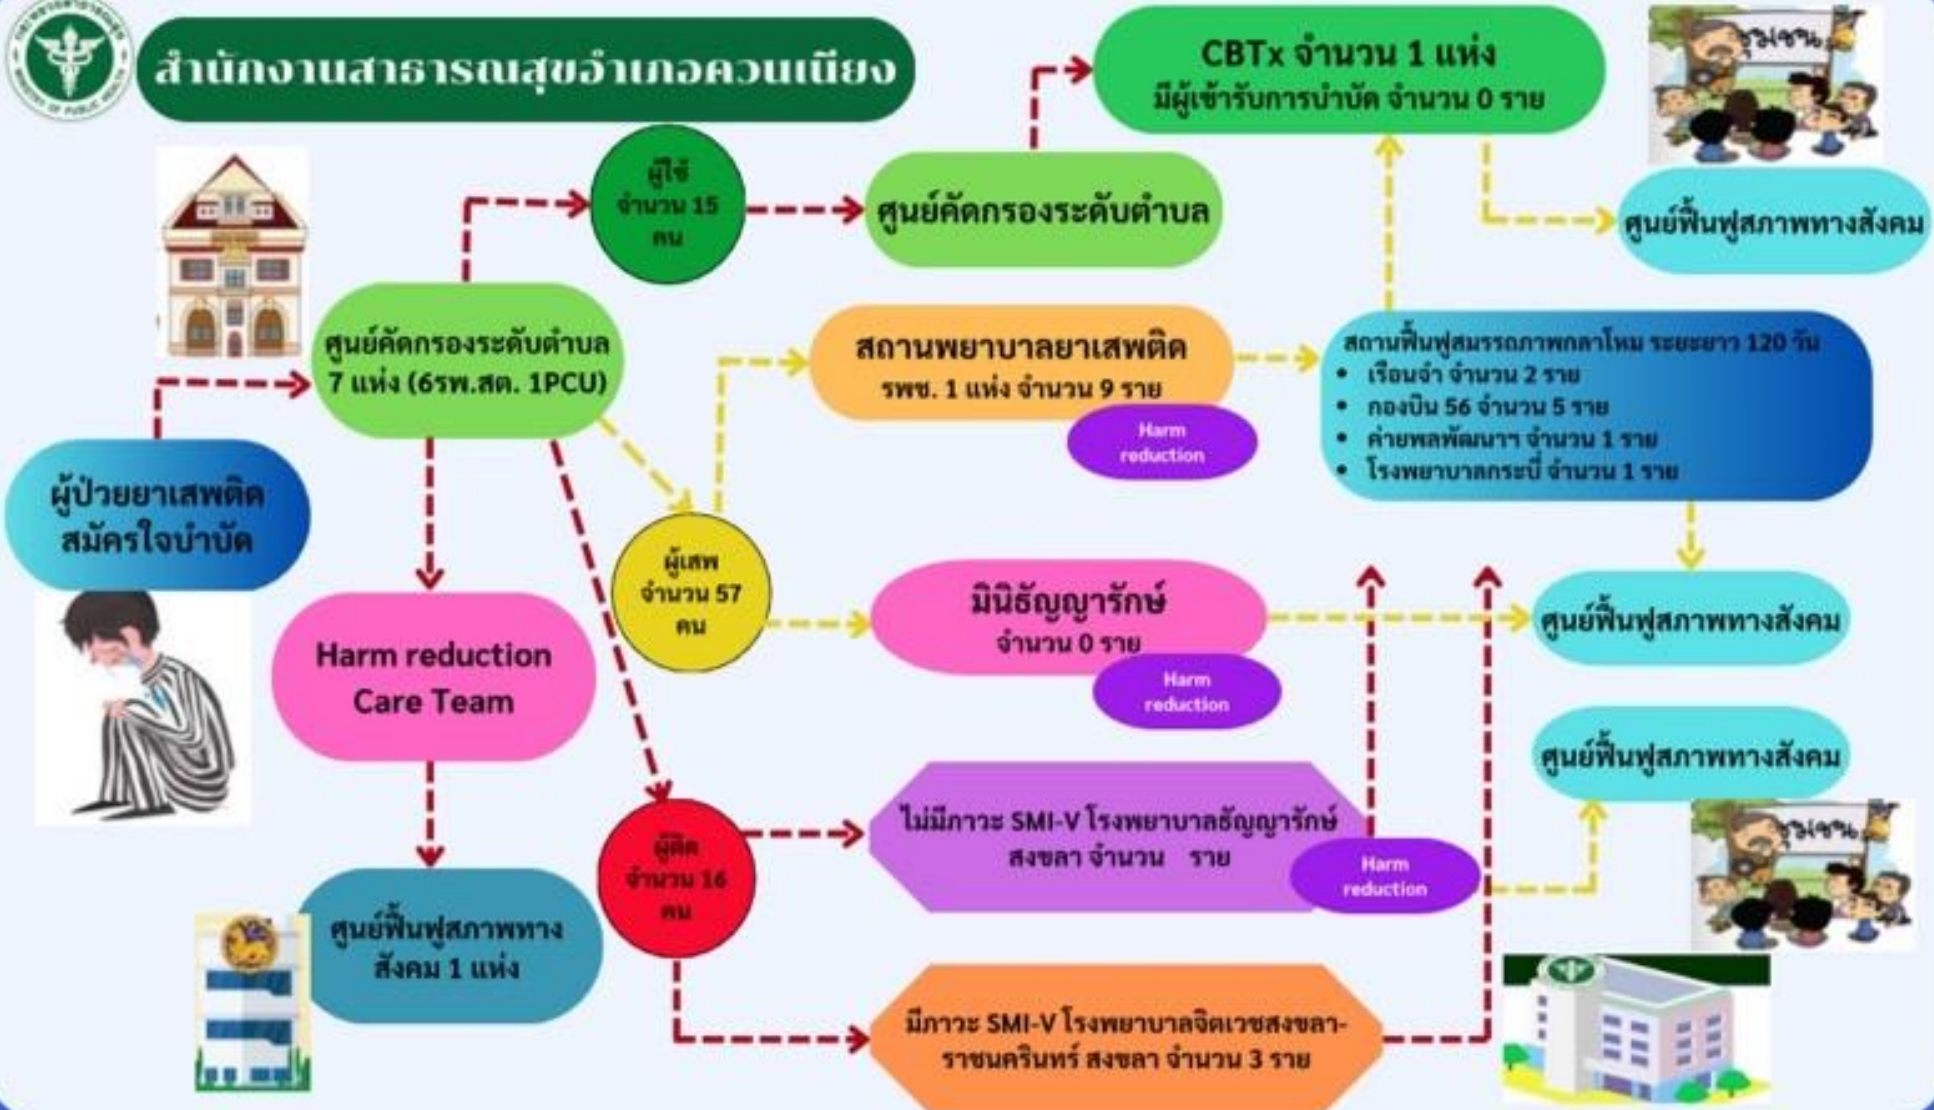 สำนักงานสาธารณสุขอำเภอควนเนียง
CBTx จำนวน 1 แห่ง
มีผู้เข้ารับการบำบัด จำนวน 0 ราย
ชุมชน
ผู้ใช้
จำนวน 15
คน
ศูนย์คัดกรองระดับตำบล
ศูนย์ฟื้นฟูสภาพทางสังคม
ศูนย์คัดกรองระดับตำบล
7 แห่ง (6รพ.สต. 1PCU)
สถานพยาบาลยาเสพติด
รพช. 1 แห่ง จำนวน 9 ราย
Harm
reduction
สถานฟื้นฟูสมรรถภาพกลาโหม ระยะยาว 120 วัน
• เรือนจำ จำนวน 2 ราย
• กองบิน 56 จำนวน 5 ราย
• ค่ายพลพัฒนาฯ จำนวน 1 ราย
• โรงพยาบาลกระบี่ จำนวน 1 ราย
ผู้ป่วยยาเสพติด
สมัครใจบำบัด
ผู้เสพ
จำนวน 57
คน
มินิธัญญารักษ์
จำนวน 0 ราย
Harm
reduction
ศูนย์ฟื้นฟูสภาพทางสังคม
Harm reduction
Care Team
ศูนย์ฟื้นฟูสภาพทางสังคม
ชุมชน
ผู้ติด
จำนวน 16
คน
ไม่มีภาวะ SMI-V โรงพยาบาลธัญญารักษ์
สงขลา จำนวน ราย
Harm
reduction
ศูนย์ฟื้นฟูสภาพทาง
สังคม 1 แห่ง
มีภาวะ SMI-V โรงพยาบาลจิตเวชสงขลา-
ราชนครินทร์ สงขลา จำนวน 3 ราย